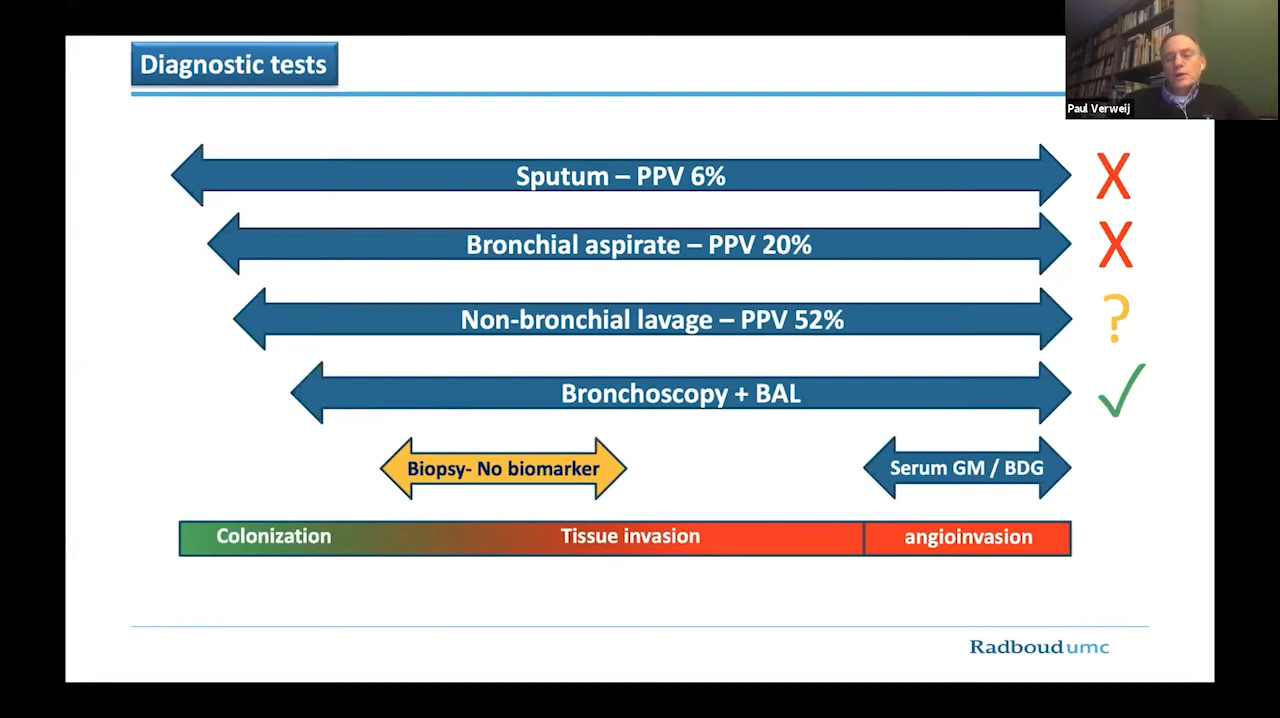 Diagnostic tests
Paul Verweij
Sputum – PPV 6%
X
Bronchial aspirate – PPV 20%
X
Non-bronchial lavage – PPV 52%
?
Bronchoscopy + BAL
✓
Biopsy- No biomarker
Serum GM / BDG
Colonization
Tissue invasion
angioinvasion
Radboudumc